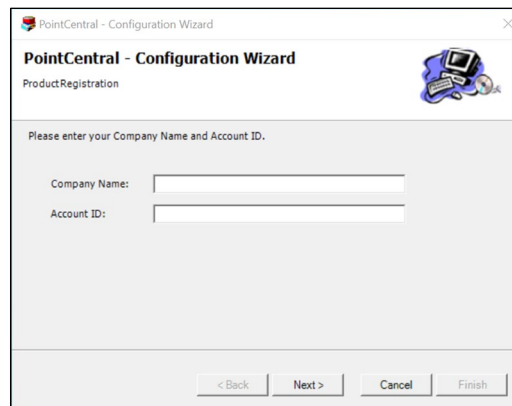 PointCentral - Configuration Wizard
PointCentral - Configuration Wizard
ProductRegistration
Please enter your Company Name and Account ID.
Company Name:
Account ID:
< Back Next > Cancel Finish